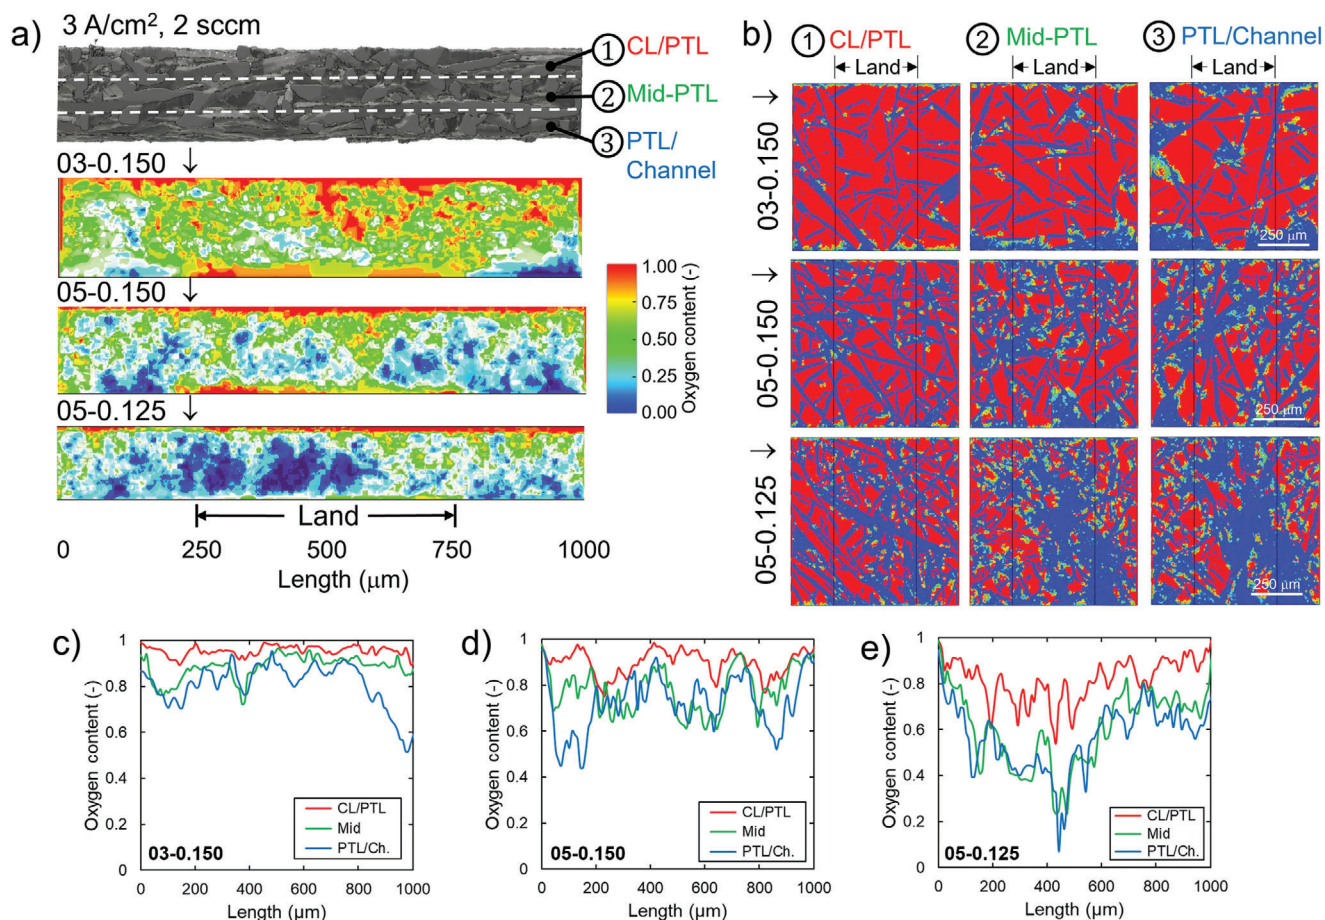 a)
3 A/cm², 2 sccm
① CL/PTL
② Mid-PTL
③ PTL/
Channel
03-0.150
05-0.150
05-0.125
1.00
0.75
0.50
0.25
0.00
Oxygen content (-)
Land
0 250 500 750 1000
Length (μm)
b)
① CL/PTL ② Mid-PTL ③ PTL/Channel
Land Land Land
03-0.150
250 μm
05-0.150
250 μm
05-0.125
250 μm
c)
Oxygen content (-)
1
0.8
0.6
0.4
0.2
0
CL/PTL
Mid
PTL/Ch.
03-0.150
0 200 400 600 800 1000
Length (μm)
d)
Oxygen content (-)
1
0.8
0.6
0.4
0.2
0
CL/PTL
Mid
PTL/Ch.
05-0.150
0 200 400 600 800 1000
Length (μm)
e)
Oxygen content (-)
1
0.8
0.6
0.4
0.2
0
CL/PTL
Mid
PTL/Ch.
05-0.125
0 200 400 600 800 1000
Length (μm)